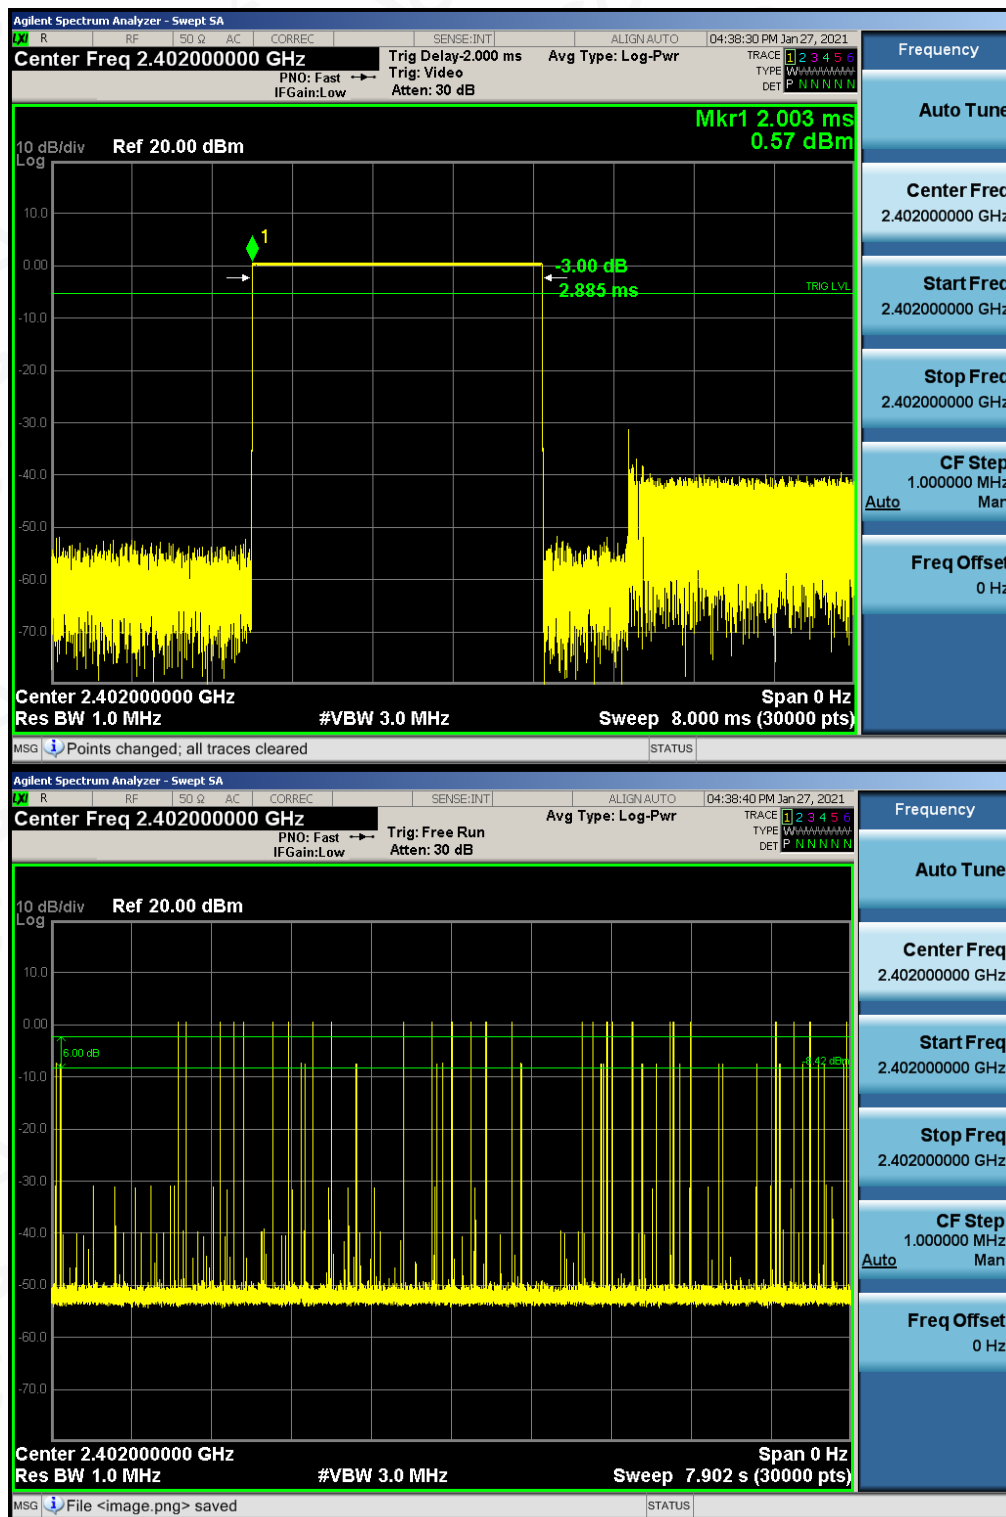 Agilent Spectrum Analyzer - Swept SA
LXI R RF 50 Ω AC CORREC SENSE:INT ALIGN AUTO 04:38:30 PM Jan 27, 2021
Center Freq 2.402000000 GHz
PNO: Fast
IFGain:Low
Trig Delay-2.000 ms
Trig: Video
Atten: 30 dB
Avg Type: Log-Pwr
TRACE 1 2 3 4 5 6
TYPE W
DET P N N N N N
Frequency
Auto Tune
Center Freq
2.402000000 GHz
Start Freq
2.402000000 GHz
Stop Freq
2.402000000 GHz
CF Step
1.000000 MHz
Auto Man
Freq Offset
0 Hz
Mkr1 2.003 ms
0.57 dBm
10 dB/div Ref 20.00 dBm
Log
10.0
0.00
-10.0
-20.0
-30.0
-40.0
-50.0
-60.0
-70.0
1
-3.00 dB
2.885 ms
TRIG LVL
Center 2.402000000 GHz Span 0 Hz
Res BW 1.0 MHz #VBW 3.0 MHz Sweep 8.000 ms (30000 pts)
MSG Points changed; all traces cleared STATUS
Agilent Spectrum Analyzer - Swept SA
LXI R RF 50 Ω AC CORREC SENSE:INT ALIGN AUTO 04:38:40 PM Jan 27, 2021
Center Freq 2.402000000 GHz
PNO: Fast
IFGain:Low
Trig: Free Run
Atten: 30 dB
Avg Type: Log-Pwr
TRACE 1 2 3 4 5 6
TYPE W
DET P N N N N N
Frequency
Auto Tune
Center Freq
2.402000000 GHz
Start Freq
2.402000000 GHz
Stop Freq
2.402000000 GHz
CF Step
1.000000 MHz
Auto Man
Freq Offset
0 Hz
10 dB/div Ref 20.00 dBm
Log
10.0
0.00
-10.0
-20.0
-30.0
-40.0
-50.0
-60.0
-70.0
6.00 dB
-8.42 dBm
Center 2.402000000 GHz Span 0 Hz
Res BW 1.0 MHz #VBW 3.0 MHz Sweep 7.902 s (30000 pts)
MSG File <image.png> saved STATUS